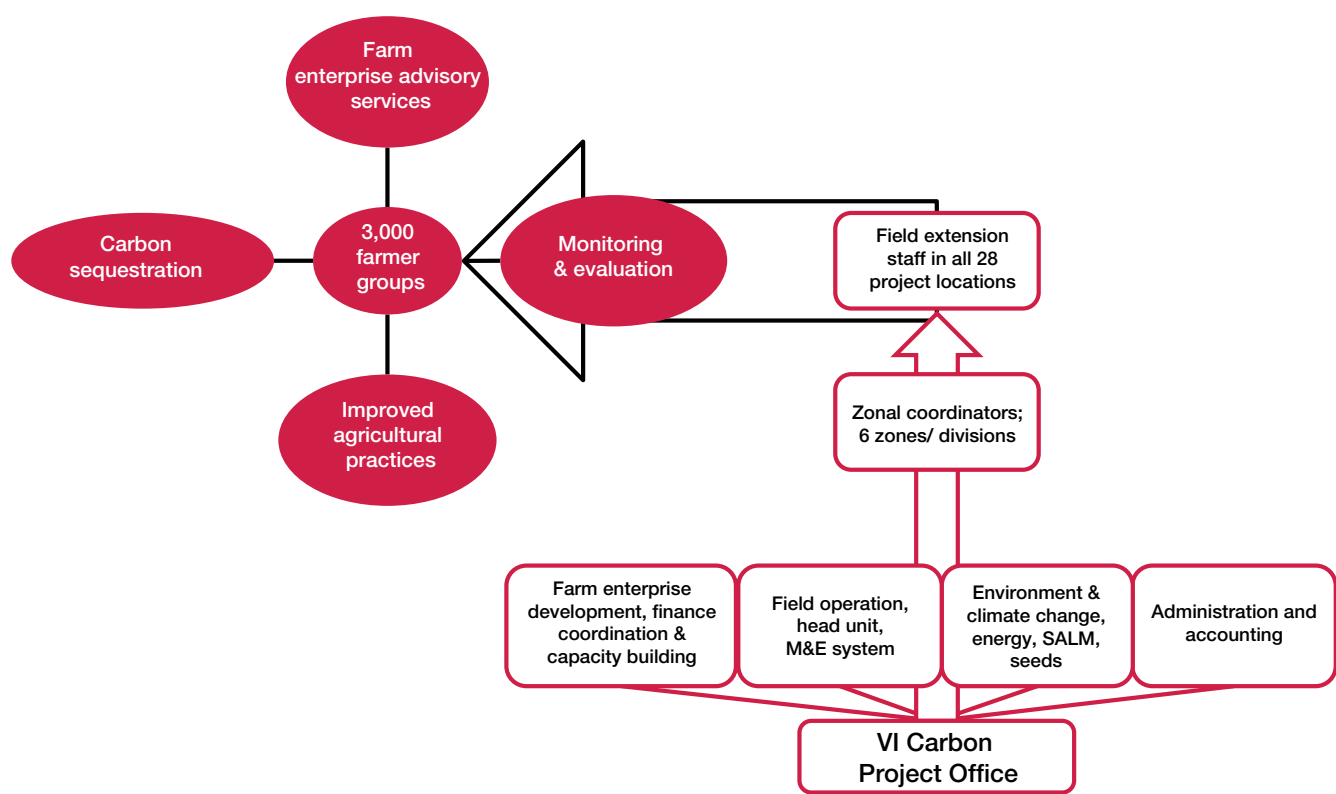 Farm
enterprise advisory
services
Carbon
sequestration
3,000
farmer
groups
Monitoring
& evaluation
Field extension
staff in all 28
project locations
Improved
agricultural
practices
Zonal coordinators;
6 zones/ divisions
Farm enterprise
development, finance
coordination &
capacity building
Field operation,
head unit,
M&E system
Environment &
climate change,
energy, SALM,
seeds
Administration and
accounting
VI Carbon
Project Office